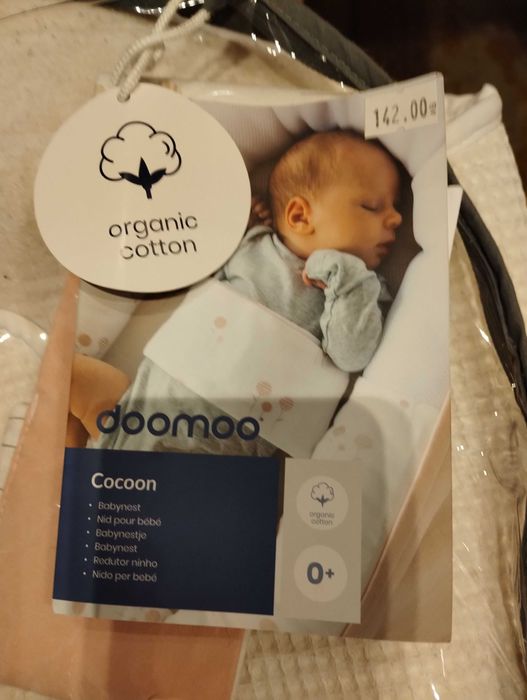 142.00
organic
cotton
doomoo
Cocoon
• Babynest
• Nid pour bébé
• Babynestje
• Babynest
• Redutor ninho
• Nido per bebé
organic
cotton
0+